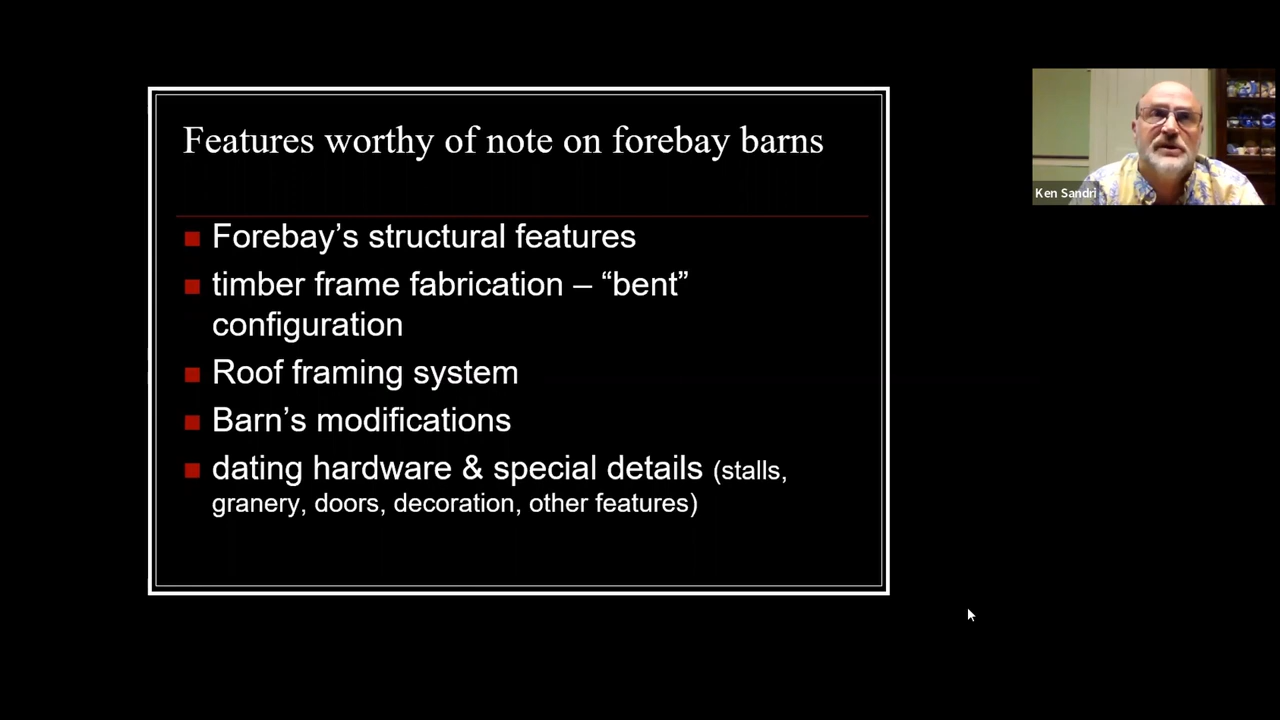 Features worthy of note on forebay barns
Forebay’s structural features
timber frame fabrication – “bent”
configuration
Roof framing system
Barn’s modifications
dating hardware & special details (stalls,
granery, doors, decoration, other features)
Ken Sandri